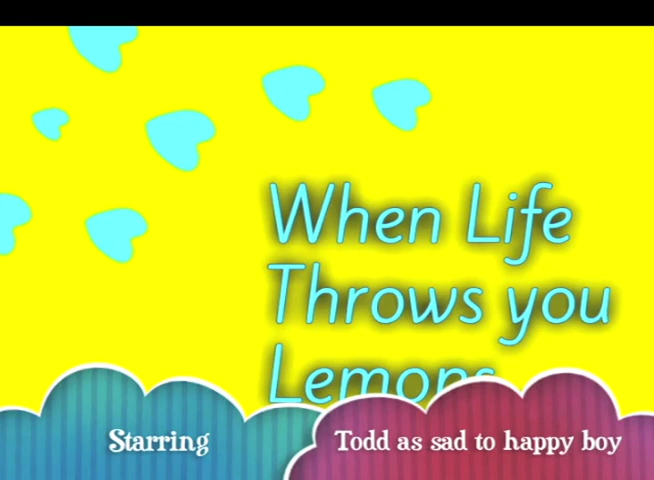 When Life
Throws you
Lemons
Starring
Todd as sad to happy boy